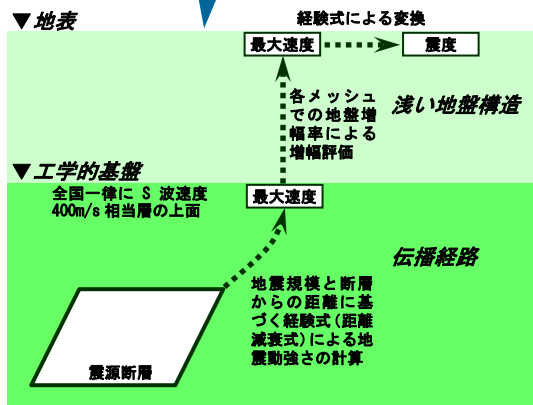 ▼地表
経験式による変換
最大速度
震度
各メッシュ
での地盤増
幅率による
増幅評価
浅い地盤構造
▼工学的基盤
全国一律に S 波速度
400m/s 相当層の上面
最大速度
伝播経路
地震規模と断層
からの距離に基
づく経験式(距離
減衰式)による地
震動強さの計算
震源断層